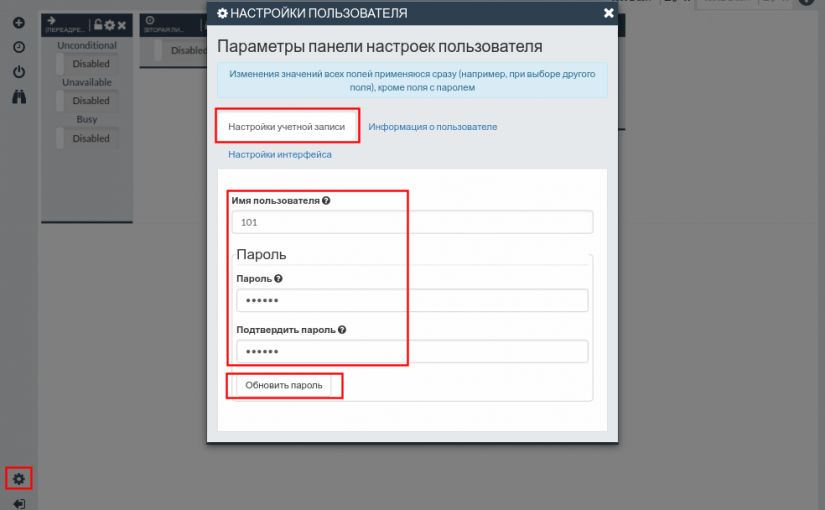 НАСТРОЙКИ ПОЛЬЗОВАТЕЛЯ
Параметры панели настроек пользователя
Изменения значений всех полей применяюся сразу (например, при выборе другого
поля), кроме поля с паролем
Настройки учетной записи
Информация о пользователе
Настройки интерфейса
Имя пользователя
101
Пароль
Пароль
••••••
Подтвердить пароль
••••••
Обновить пароль
(ПЕРЕАДРЕ...
Unconditional
Disabled
Unavailable
Disabled
Busy
Disabled
(ВТОРАЯ ЛИ...
Disabled